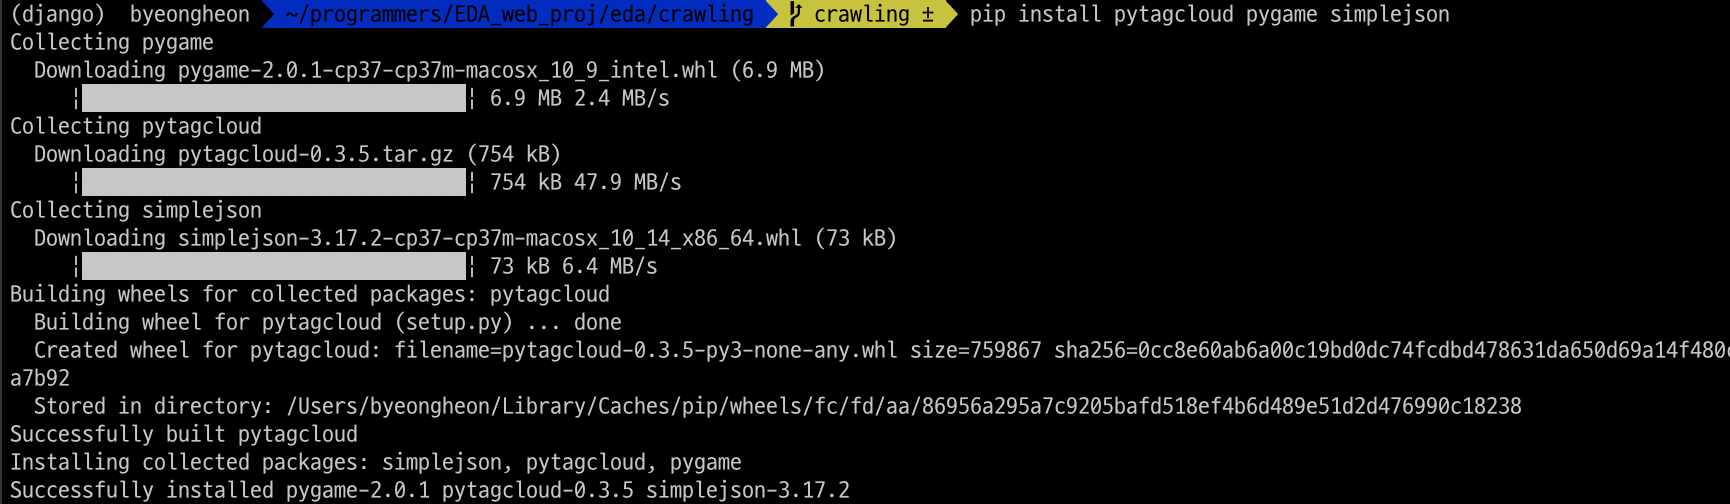 (django) byeongheon ~/programmers/EDA_web_proj/eda/crawling crawling ± pip install pytagcloud pygame simplejson
Collecting pygame
  Downloading pygame-2.0.1-cp37-cp37m-macosx_10_9_intel.whl (6.9 MB)
     |████████████████████████████████| 6.9 MB 2.4 MB/s
Collecting pytagcloud
  Downloading pytagcloud-0.3.5.tar.gz (754 kB)
     |████████████████████████████████| 754 kB 47.9 MB/s
Collecting simplejson
  Downloading simplejson-3.17.2-cp37-cp37m-macosx_10_14_x86_64.whl (73 kB)
     |████████████████████████████████| 73 kB 6.4 MB/s
Building wheels for collected packages: pytagcloud
  Building wheel for pytagcloud (setup.py) ... done
  Created wheel for pytagcloud: filename=pytagcloud-0.3.5-py3-none-any.whl size=759867 sha256=0cc8e60ab6a00c19bd0dc74fcdbd478631da650d69a14f480
a7b92
  Stored in directory: /Users/byeongheon/Library/Caches/pip/wheels/fc/fd/aa/86956a295a7c9205bafd518ef4b6d489e51d2d476990c18238
Successfully built pytagcloud
Installing collected packages: simplejson, pytagcloud, pygame
Successfully installed pygame-2.0.1 pytagcloud-0.3.5 simplejson-3.17.2